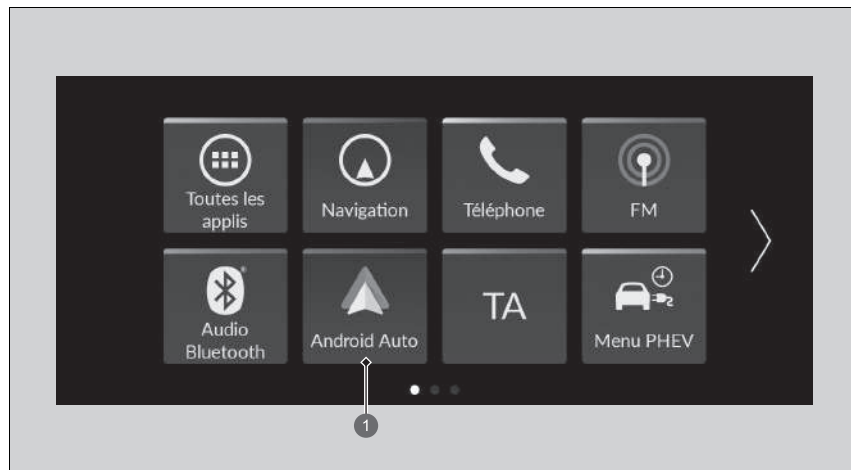 Toutes les
applis
Navigation
Téléphone
FM
Audio
Bluetooth
Android Auto
TA
Menu PHEV
1